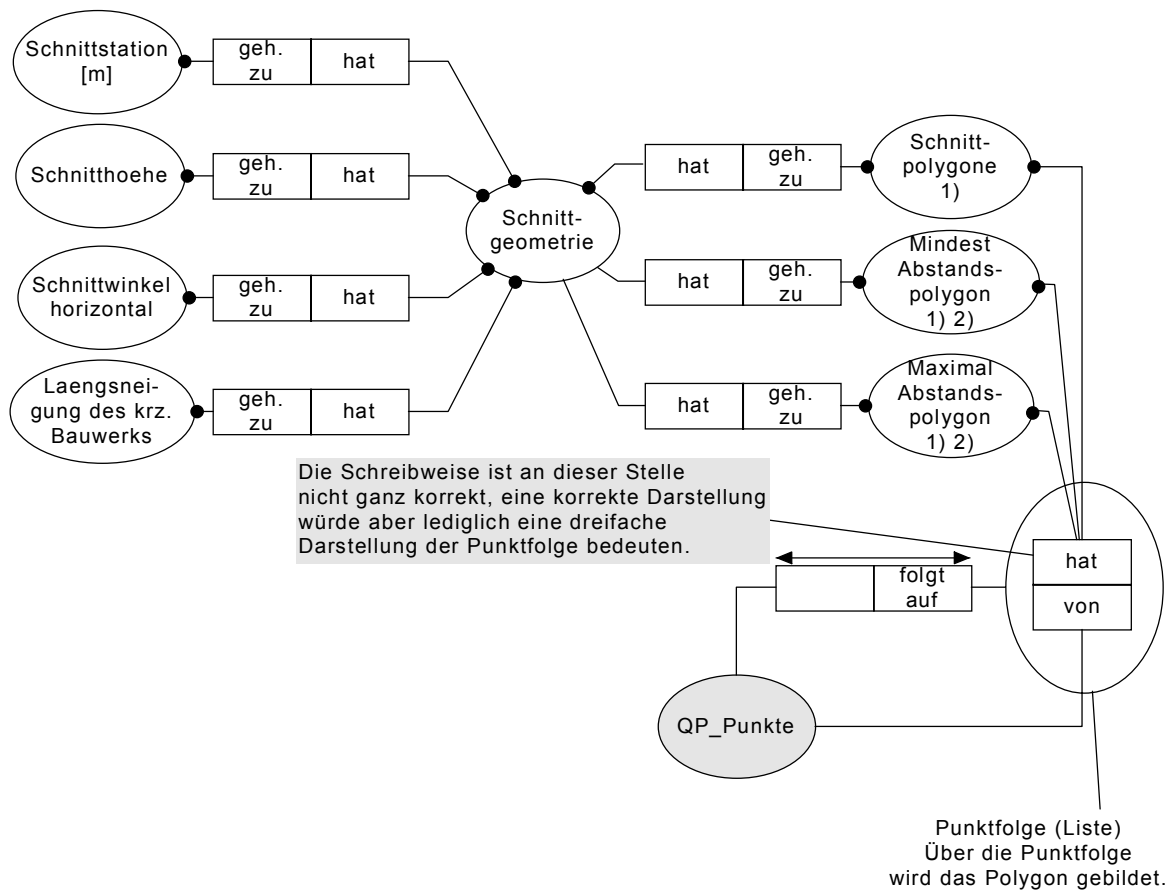 Schnittstation
[m]
geh.
zu
hat
Schnitthoehe
geh.
zu
hat
Schnittwinkel
horizontal
geh.
zu
hat
Laengsnei-
gung des krz.
Bauwerks
geh.
zu
hat
Schnitt-
geometrie
hat
geh.
zu
Schnitt-
polygone
1)
hat
geh.
zu
Mindest
Abstands-
polygon
1) 2)
hat
geh.
zu
Maximal
Abstands-
polygon
1) 2)
Die Schreibweise ist an dieser Stelle
nicht ganz korrekt, eine korrekte Darstellung
würde aber lediglich eine dreifache
Darstellung der Punktfolge bedeuten.
folgt
auf
hat
von
QP_Punkte
Punktfolge (Liste)
Über die Punktfolge
wird das Polygon gebildet.